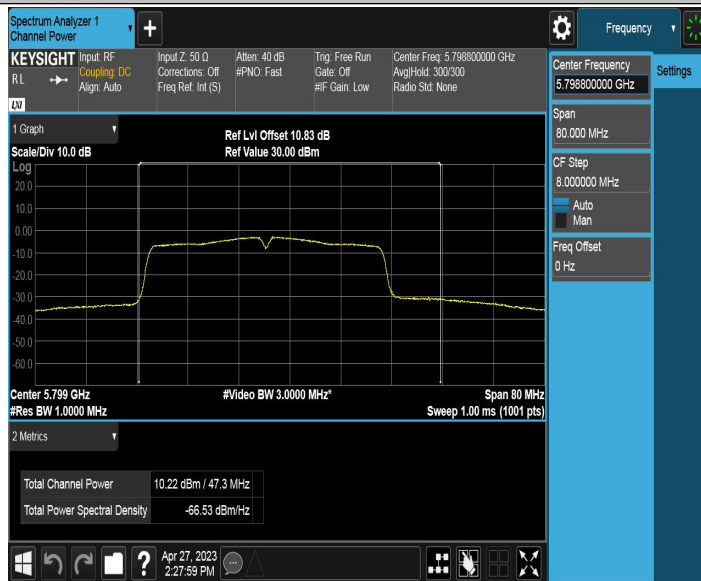 Spectrum Analyzer 1
Channel Power
+
Frequency
KEYSIGHT
RL
LXI
Input: RF
Coupling: DC
Align: Auto
Input Z: 50 Ω
Corrections: Off
Freq Ref: Int (S)
Atten: 40 dB
#PNO: Fast
Trig: Free Run
Gate: Off
#IF Gain: Low
Center Freq: 5.798800000 GHz
Avg|Hold: 300/300
Radio Std: None
Center Frequency
5.798800000 GHz
Settings
Span
80.000 MHz
CF Step
8.000000 MHz
Auto
Man
Freq Offset
0 Hz
1 Graph
Scale/Div 10.0 dB
Ref Lvl Offset 10.83 dB
Ref Value 30.00 dBm
Log
20.0
10.0
0.00
-10.0
-20.0
-30.0
-40.0
-50.0
-60.0
Center 5.799 GHz
#Video BW 3.0000 MHz*
Span 80 MHz
#Res BW 1.0000 MHz
Sweep 1.00 ms (1001 pts)
2 Metrics
Total Channel Power 10.22 dBm / 47.3 MHz
Total Power Spectral Density -66.53 dBm/Hz
?
Apr 27, 2023
2:27:59 PM